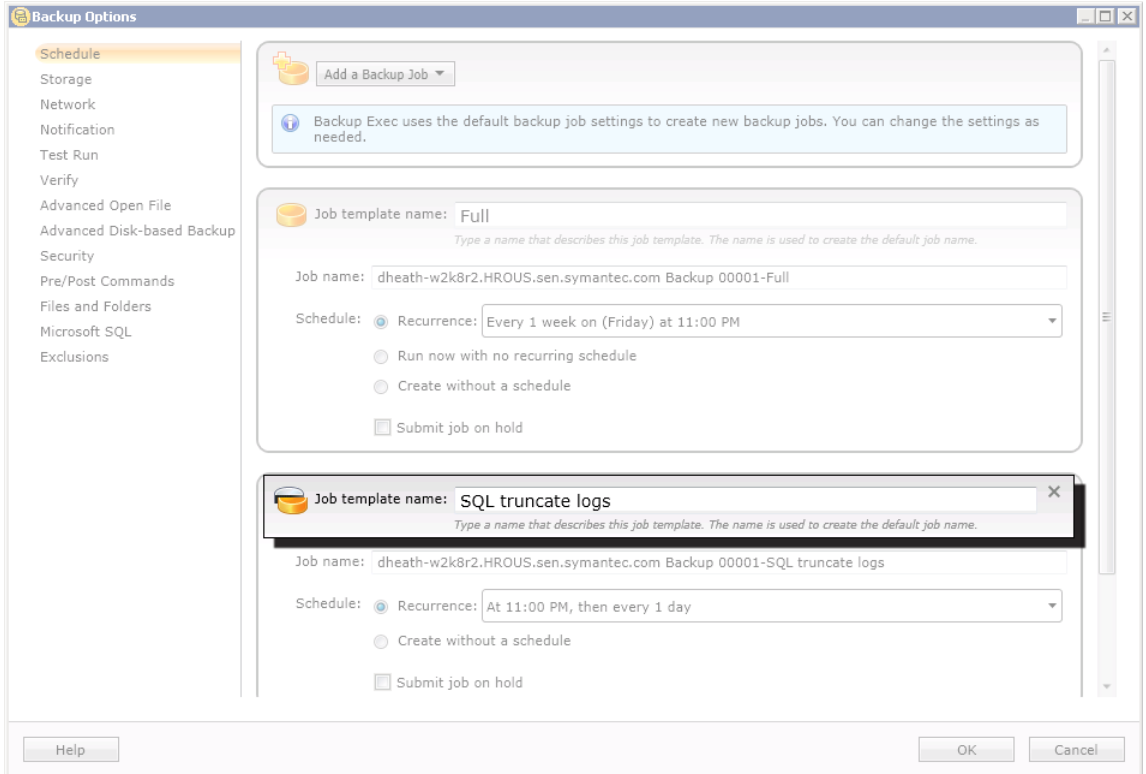 Backup Options
Schedule
Storage
Network
Notification
Test Run
Verify
Advanced Open File
Advanced Disk-based Backup
Security
Pre/Post Commands
Files and Folders
Microsoft SQL
Exclusions
Add a Backup Job
Backup Exec uses the default backup job settings to create new backup jobs. You can change the settings as
needed.
Job template name: Full
Type a name that describes this job template. The name is used to create the default job name.
Job name: dheath-w2k8r2.HROUS.sen.symantec.com Backup 00001-Full
Schedule: Recurrence: Every 1 week on (Friday) at 11:00 PM
Run now with no recurring schedule
Create without a schedule
Submit job on hold
Job template name: SQL truncate logs
Type a name that describes this job template. The name is used to create the default job name.
Job name: dheath-w2k8r2.HROUS.sen.symantec.com Backup 00001-SQL truncate logs
Schedule: Recurrence: At 11:00 PM, then every 1 day
Create without a schedule
Submit job on hold
Help
OK
Cancel